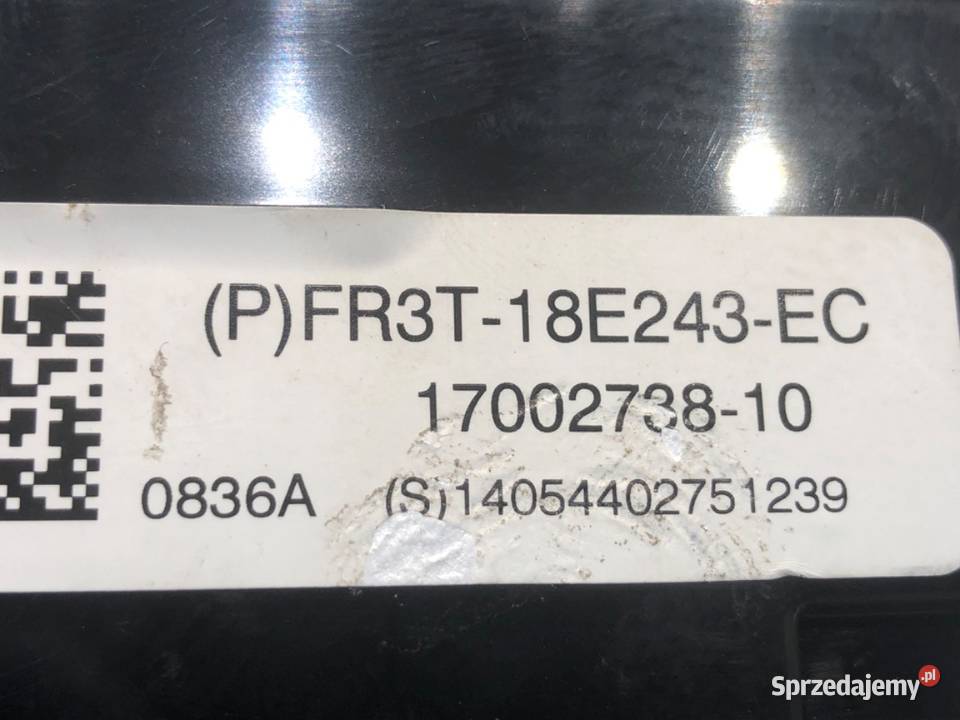 (P)FR3T-18E243-EC
17002738-10
0836A (S)14054402751239
Sprzedajemy.pl